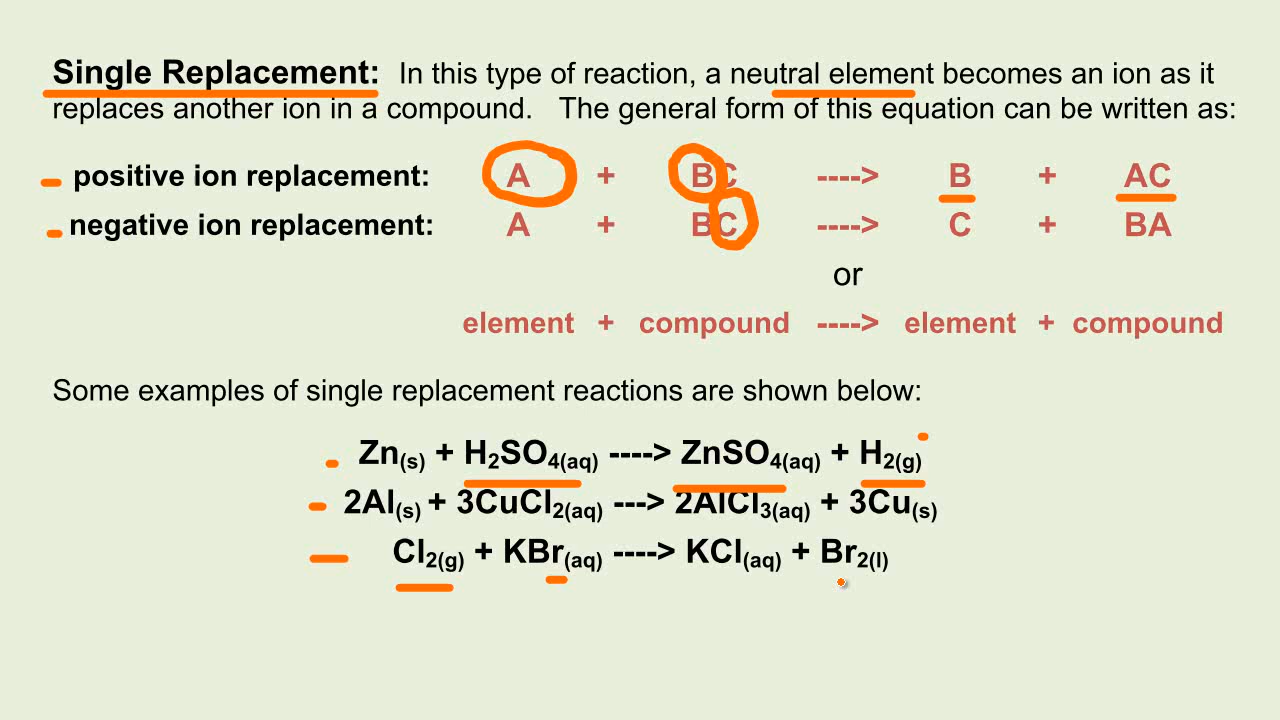 Single Replacement: In this type of reaction, a neutral element becomes an ion as it
replaces another ion in a compound. The general form of this equation can be written as:
positive ion replacement: A + BC ----> B + AC
negative ion replacement: A + BC ----> C + BA
or
element + compound ----> element + compound
Some examples of single replacement reactions are shown below:
Zn(s) + H2SO4(aq) ----> ZnSO4(aq) + H2(g)
2Al(s) + 3CuCl2(aq) ---> 2AlCl3(aq) + 3Cu(s)
Cl2(g) + KBr(aq) ----> KCl(aq) + Br2(l)